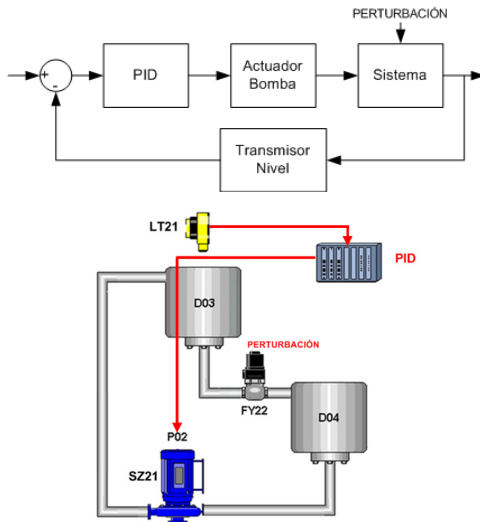 PERTURBACIÓN
+
-
PID
Actuador
Bomba
Sistema
Transmisor
Nivel
LT21
PID
D03
PERTURBACIÓN
FY22
D04
P02
SZ21